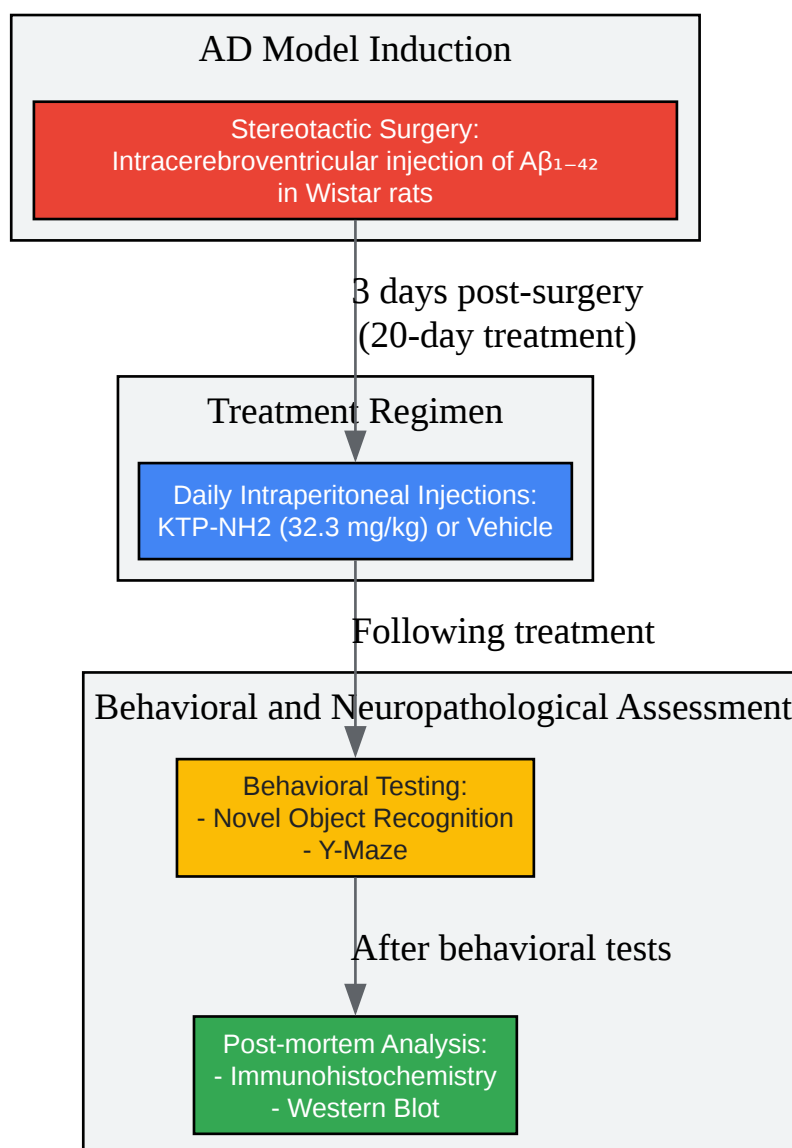 AD Model Induction
Stereotactic Surgery:
Intracerebroventricular injection of Aβ₁₋₄₂
in Wistar rats
3 days post-surgery
(20-day treatment)
Treatment Regimen
Daily Intraperitoneal Injections:
KTP-NH2 (32.3 mg/kg) or Vehicle
Following treatment
Behavioral and Neuropathological Assessment
Behavioral Testing:
- Novel Object Recognition
- Y-Maze
After behavioral tests
Post-mortem Analysis:
- Immunohistochemistry
- Western Blot